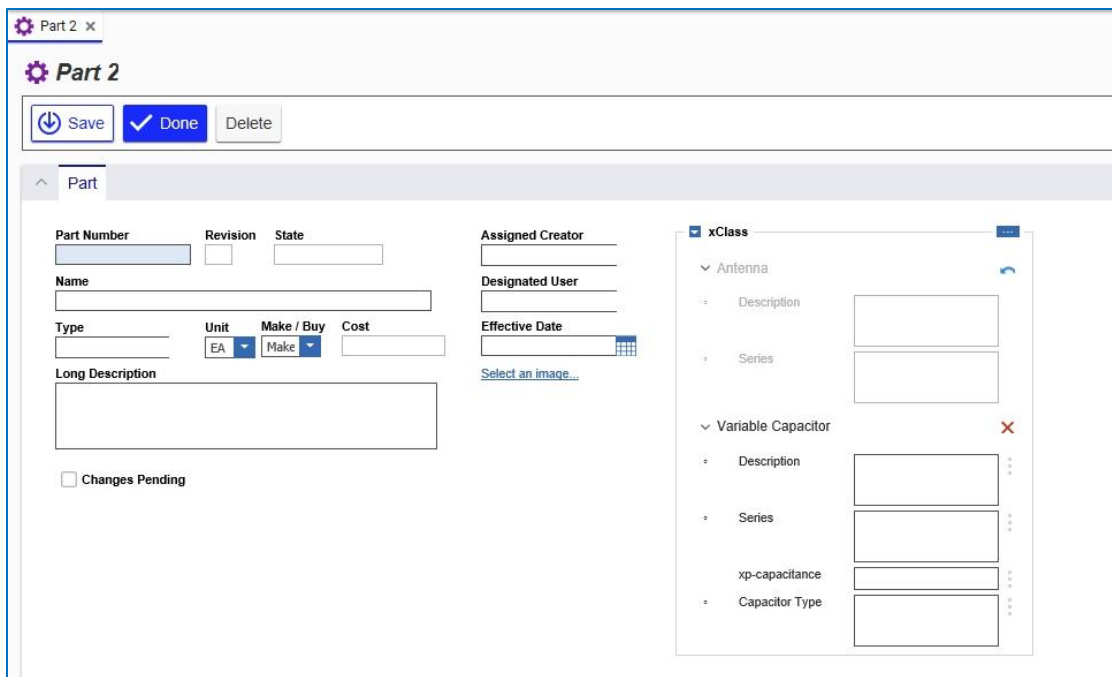 Part 2
Part 2
Save Done Delete
Part
Part Number Revision State
Name
Type Unit Make / Buy Cost
EA Make
Long Description
Changes Pending
Assigned Creator
Designated User
Effective Date
Select an image...
xClass
Antenna
Description
Series
Variable Capacitor
Description
Series
xp-capacitance
Capacitor Type